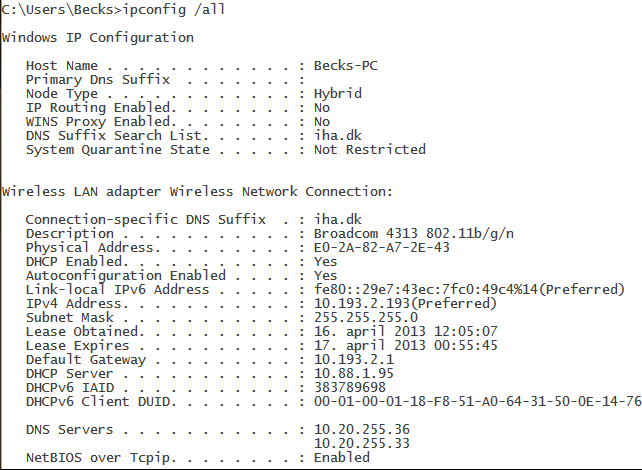 C:\Users\Becks>ipconfig /all
Windows IP Configuration
Host Name . . . . . . . . . . . . : Becks-PC
Primary Dns Suffix  . . . . . . . :
Node Type . . . . . . . . . . . . : Hybrid
IP Routing Enabled. . . . . . . . : No
WINS Proxy Enabled. . . . . . . . : No
DNS Suffix Search List. . . . . . : iha.dk
System Quarantine State . . . . . : Not Restricted
Wireless LAN adapter Wireless Network Connection:
Connection-specific DNS Suffix  . : iha.dk
Description . . . . . . . . . . . : Broadcom 4313 802.11b/g/n
Physical Address. . . . . . . . . : E0-2A-82-A7-2E-43
DHCP Enabled. . . . . . . . . . . : Yes
Autoconfiguration Enabled . . . . : Yes
Link-local IPv6 Address . . . . . : fe80::29e7:43ec:7fc0:49c4%14(Preferred)
IPv4 Address. . . . . . . . . . . : 10.193.2.193(Preferred)
Subnet Mask . . . . . . . . . . . : 255.255.255.0
Lease Obtained. . . . . . . . . . : 16. april 2013 12:05:07
Lease Expires . . . . . . . . . . : 17. april 2013 00:55:45
Default Gateway . . . . . . . . . : 10.193.2.1
DHCP Server . . . . . . . . . . . : 10.88.1.95
DHCPv6 IAID . . . . . . . . . . . : 383789698
DHCPv6 Client DUID. . . . . . . . : 00-01-00-01-18-F8-51-A0-64-31-50-0E-14-76
DNS Servers . . . . . . . . . . . : 10.20.255.36
10.20.255.33
NetBIOS over Tcpip. . . . . . . . : Enabled